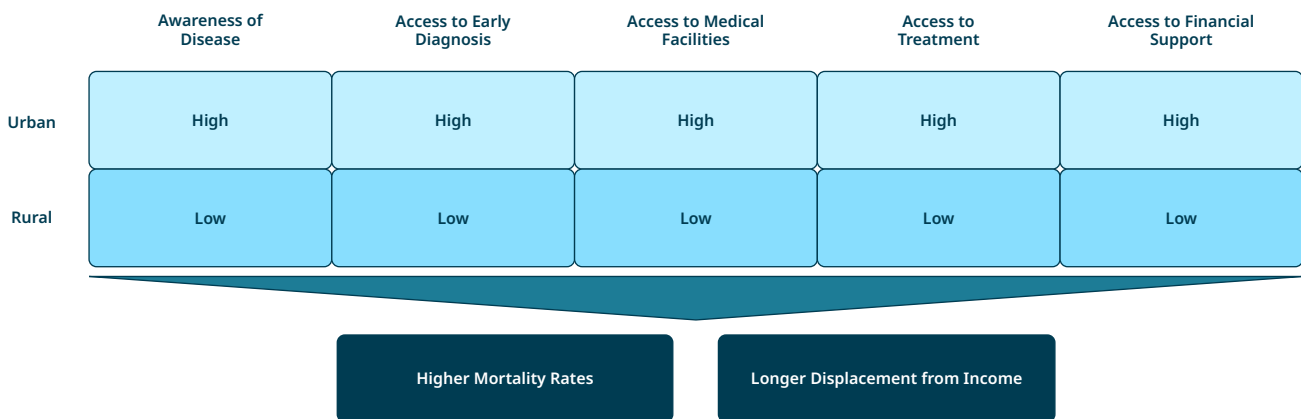 Awareness of
Disease
Access to Early
Diagnosis
Access to Medical
Facilities
Access to
Treatment
Access to Financial
Support
Urban
High
High
High
High
High
Rural
Low
Low
Low
Low
Low
Higher Mortality Rates
Longer Displacement from Income